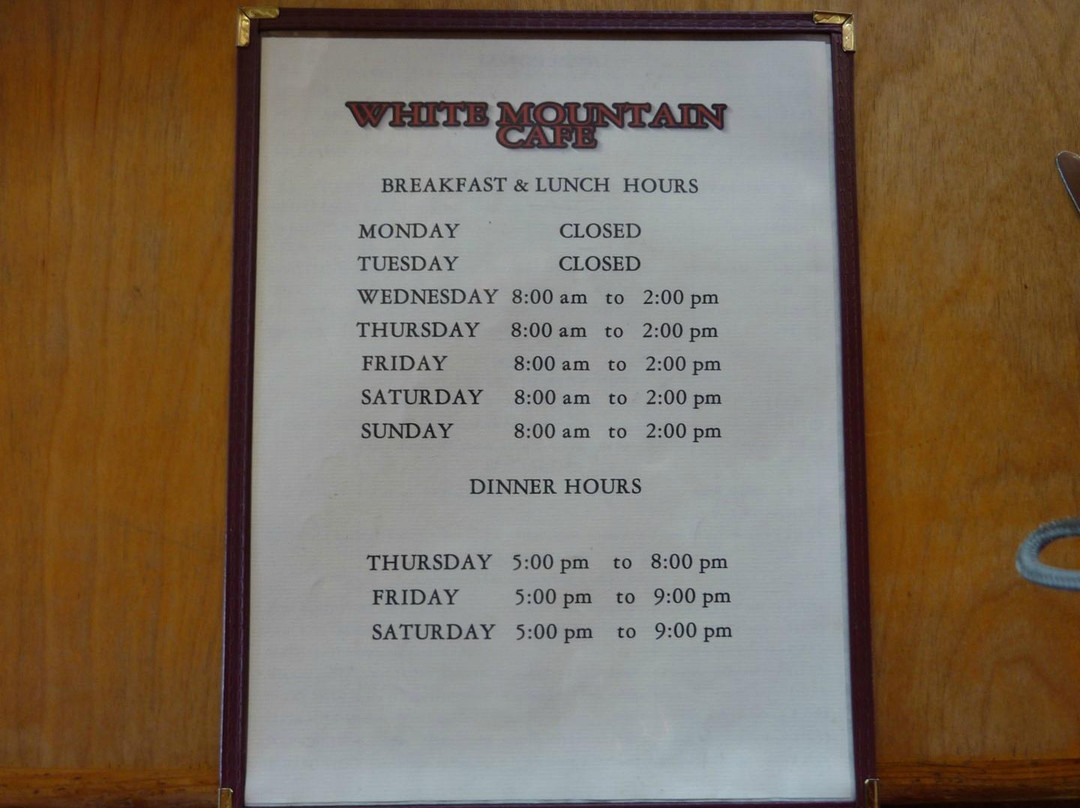 WHITE MOUNTAIN
CAFE
BREAKFAST & LUNCH HOURS
MONDAY CLOSED
TUESDAY CLOSED
WEDNESDAY 8:00 am to 2:00 pm
THURSDAY 8:00 am to 2:00 pm
FRIDAY 8:00 am to 2:00 pm
SATURDAY 8:00 am to 2:00 pm
SUNDAY 8:00 am to 2:00 pm
DINNER HOURS
THURSDAY 5:00 pm to 8:00 pm
FRIDAY 5:00 pm to 9:00 pm
SATURDAY 5:00 pm to 9:00 pm